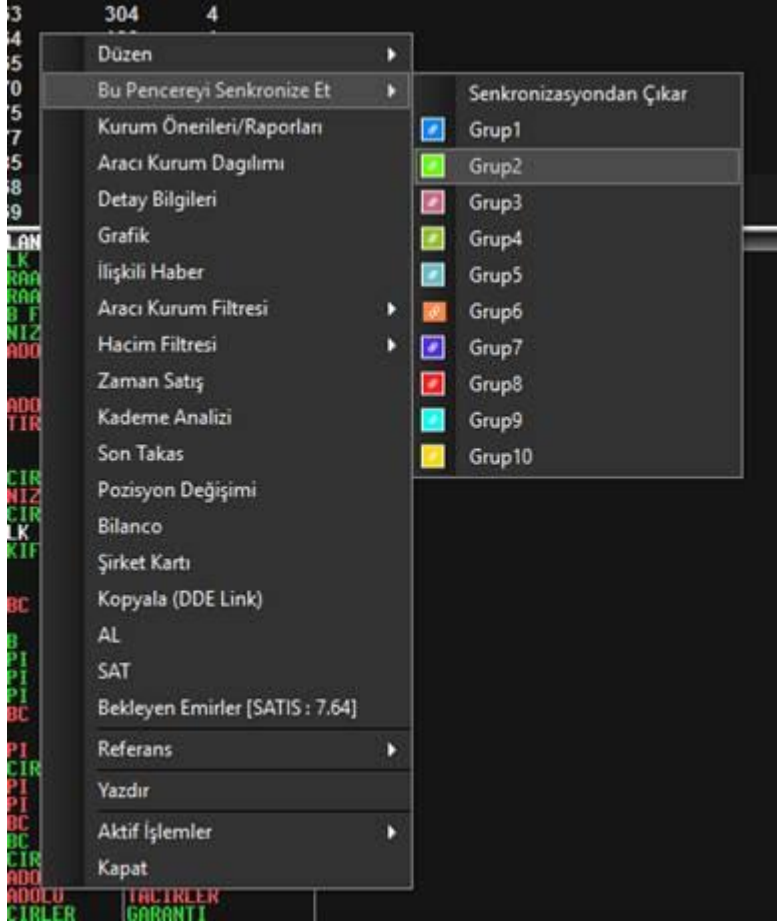 304 4
Düzen
Bu Pencereyi Senkronize Et
Senkronizasyondan Çıkar
Kurum Önerileri/Raporları
Grup1
Aracı Kurum Dagılımı
Grup2
Detay Bilgileri
Grup3
Grafik
Grup4
İlişkili Haber
Grup5
Aracı Kurum Filtresi
Grup6
Hacim Filtresi
Grup7
Zaman Satış
Grup8
Kademe Analizi
Grup9
Son Takas
Grup10
Pozisyon Değişimi
Bilanco
Şirket Kartı
Kopyala (DDE Link)
AL
SAT
Bekleyen Emirler [SATIS : 7.64]
Referans
Yazdır
Aktif İşlemler
Kapat
TACIRLER
GARANTI